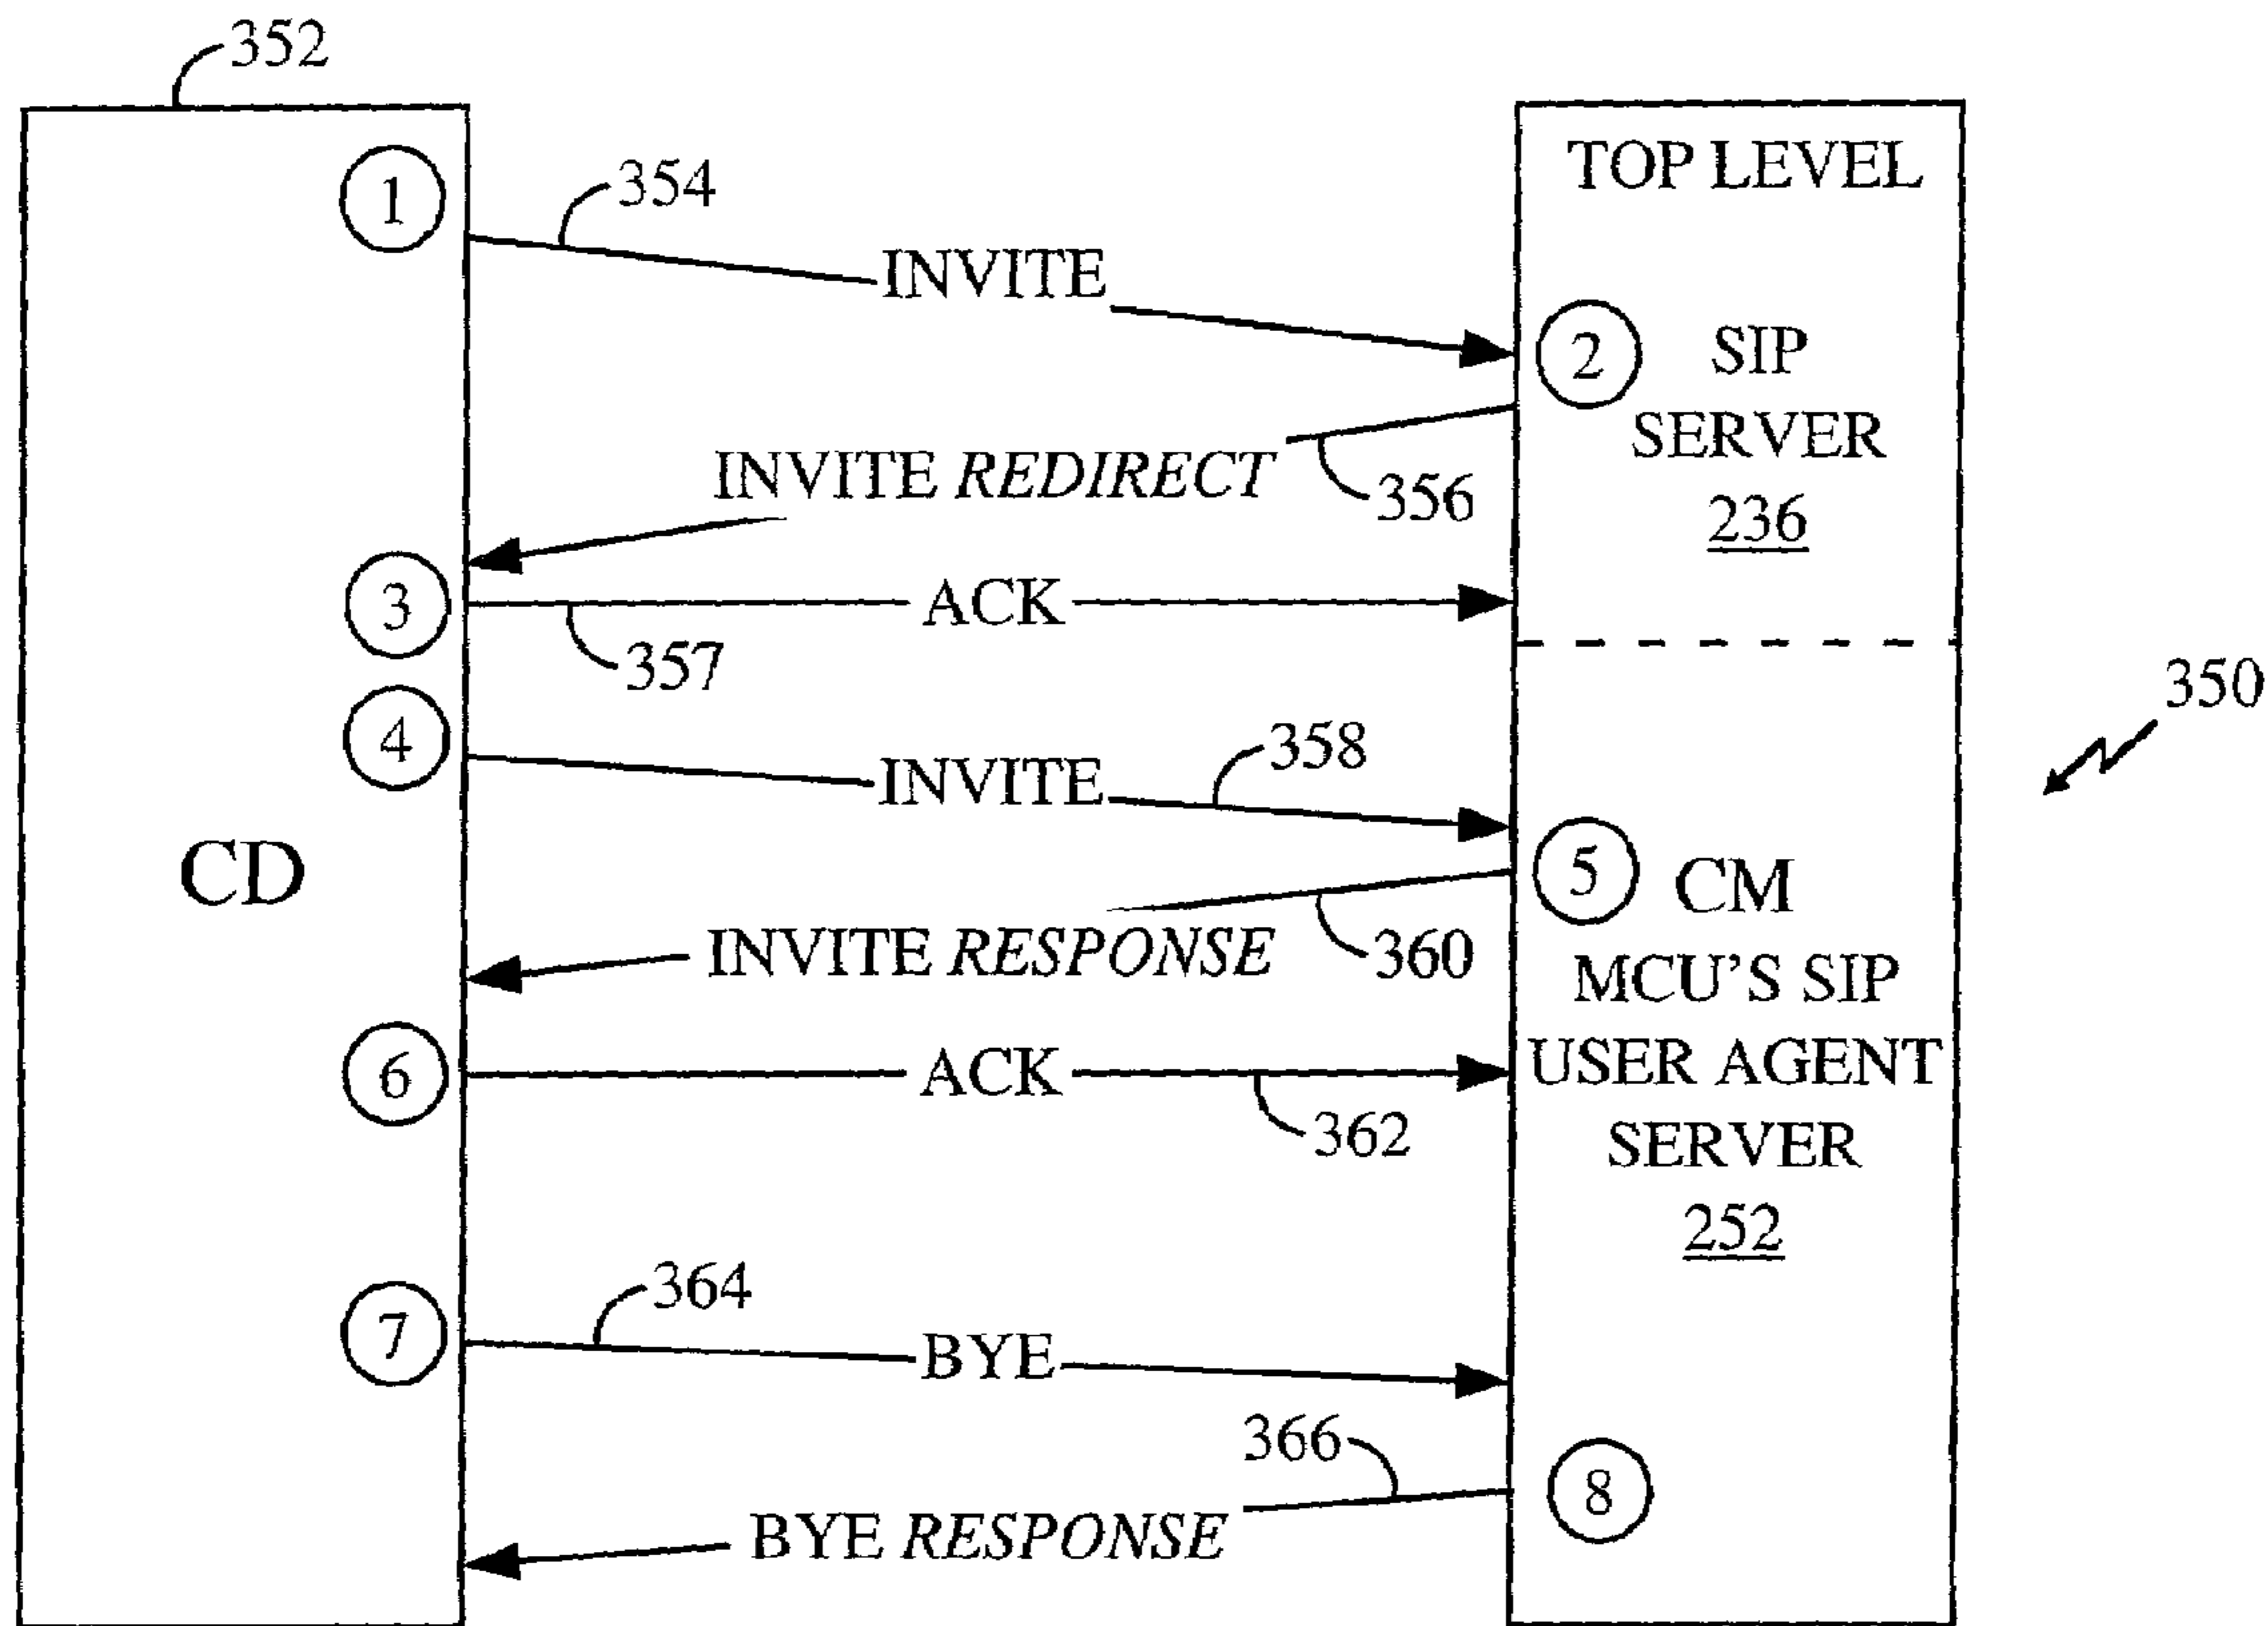 352
TOP LEVEL
1
354
INVITE
2
SIP
SERVER
236
INVITE REDIRECT
356
3
ACK
357
350
4
358
INVITE
5
CM
CD
INVITE RESPONSE
360
MCU'S SIP
USER AGENT
SERVER
252
6
ACK
362
364
7
BYE
366
8
BYE RESPONSE